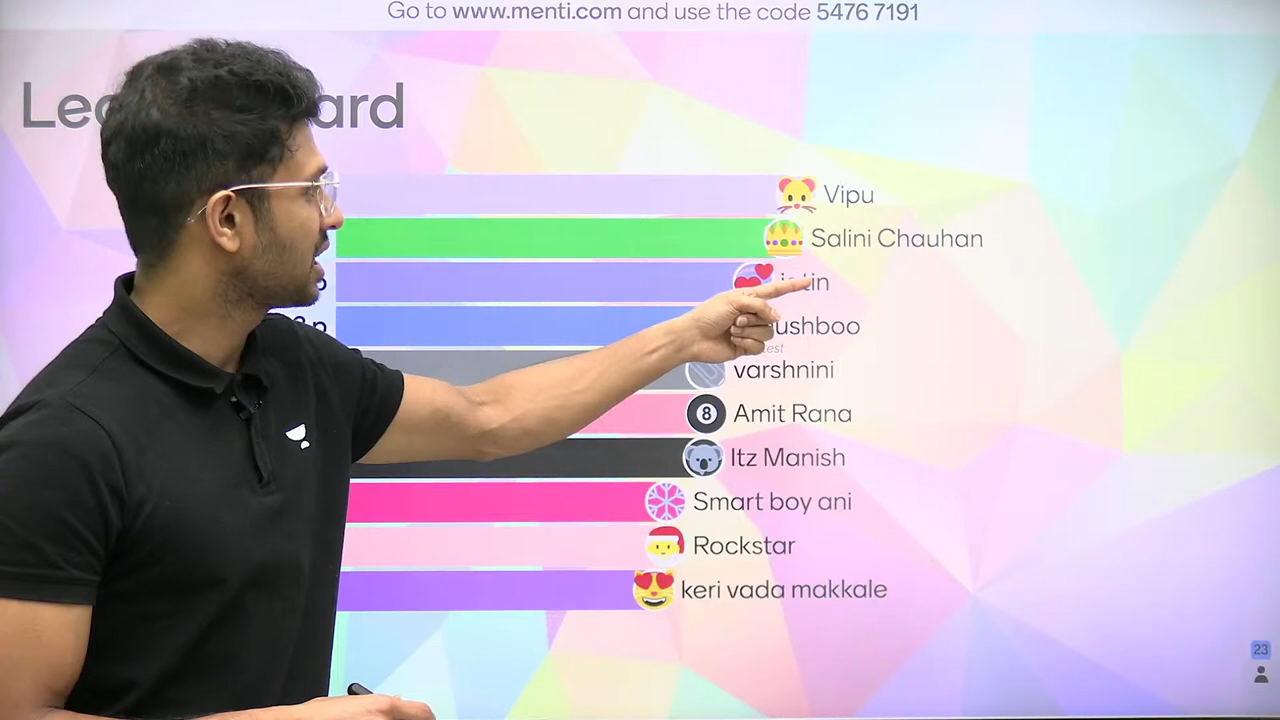 Go to www.menti.com and use the code 5476 7191
Vipu
Salini Chauhan
varshnini
Amit Rana
8
Itz Manish
Smart boy ani
Rockstar
keri vada makkale
23